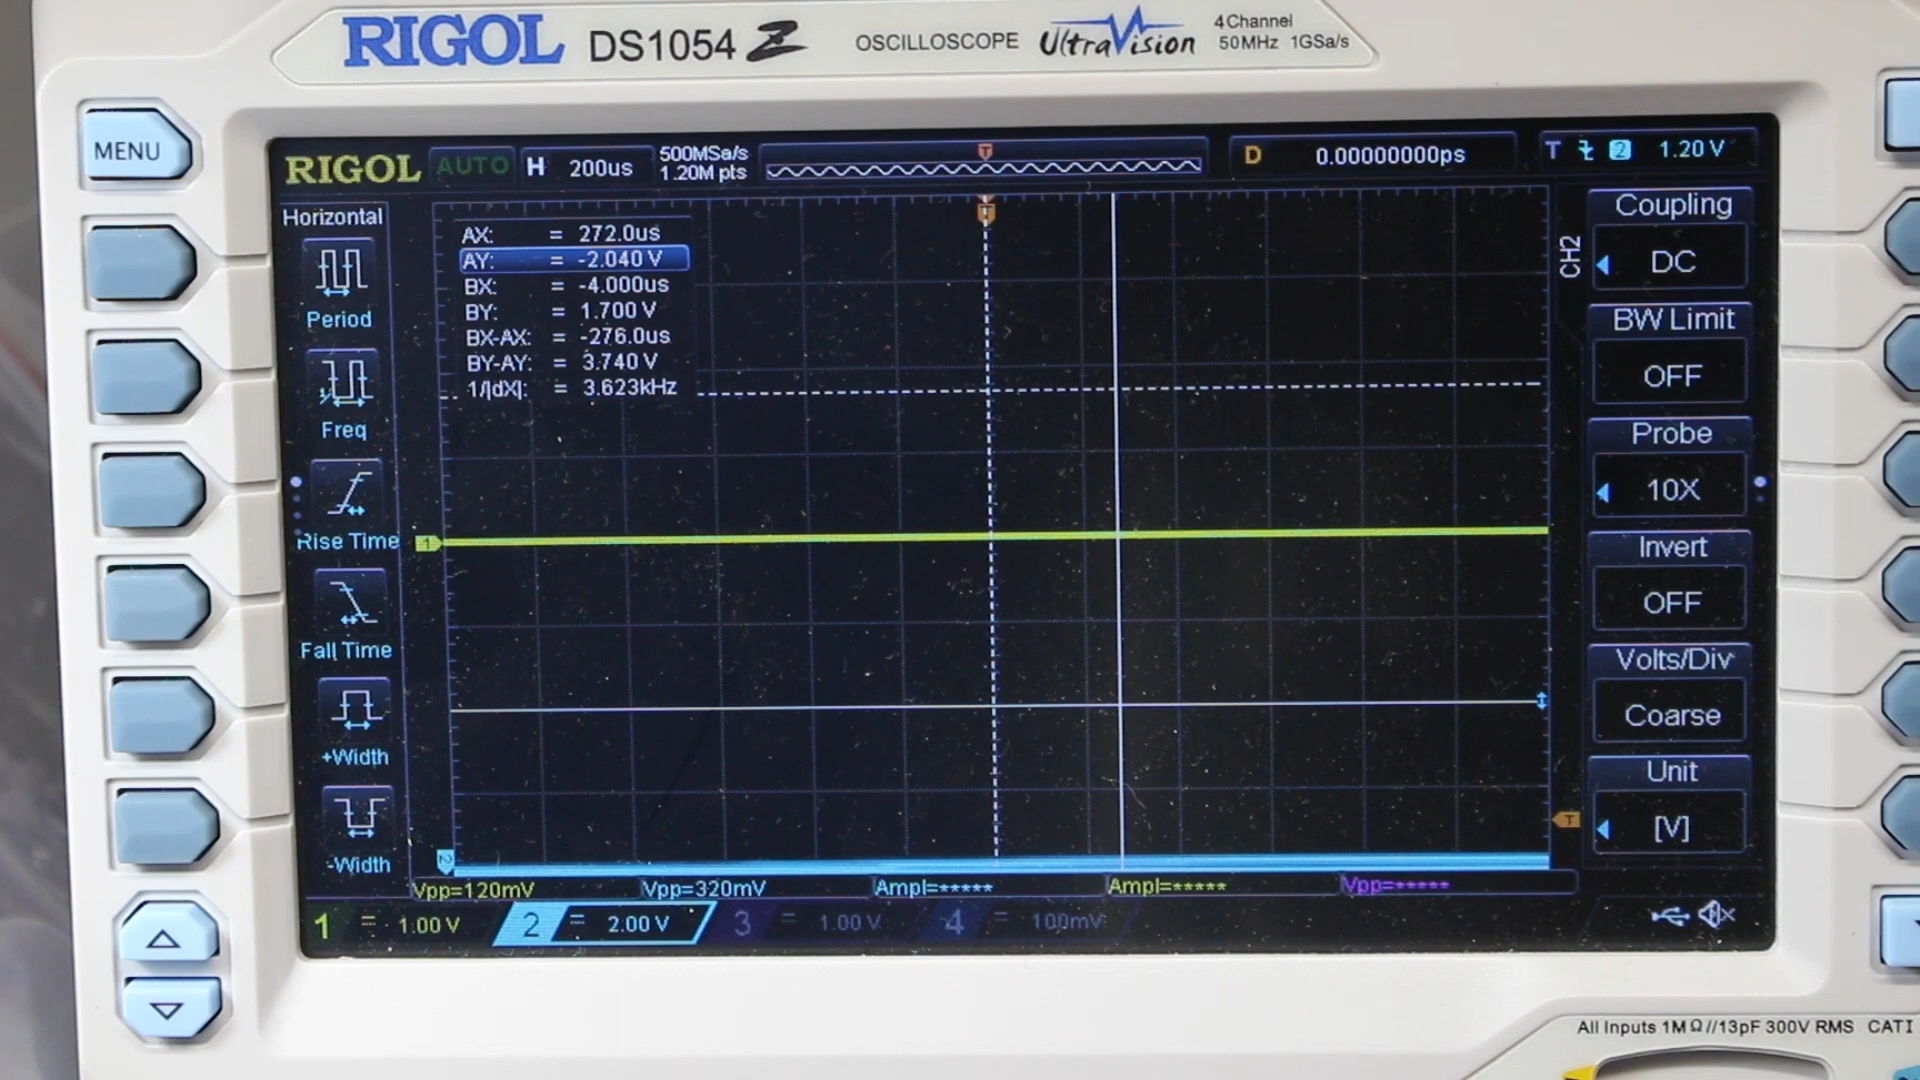 RIGOL DS1054 Z OSCILLOSCOPE UltraVision 4 Channel
50MHz 1GSa/s
MENU
RIGOL AUTO H 200us 500MSa/s
1.20M pts
T
D 0.00000000ps
T 2 1.20 V
Horizontal
Period
Freq
Rise Time
Fall Time
+Width
-Width
T
AX: = 272.0us
AY: = -2.040 V
BX: = -4.000us
BY: = 1.700 V
BX-AX: = -276.0us
BY-AY: = 3.740 V
1/|dX|: = 3.623kHz
1
2
T
CH2
Coupling
DC
BW Limit
OFF
Probe
10X
Invert
OFF
Volts/Div
Coarse
Unit
[V]
Vpp=120mV Vpp=320mV Ampl=***** Ampl=***** Vpp=*****
1 = 1.00 V 2 = 2.00 V 3 = 1.00 V 4 = 100mV
All Inputs 1MΩ//13pF 300V RMS CATI